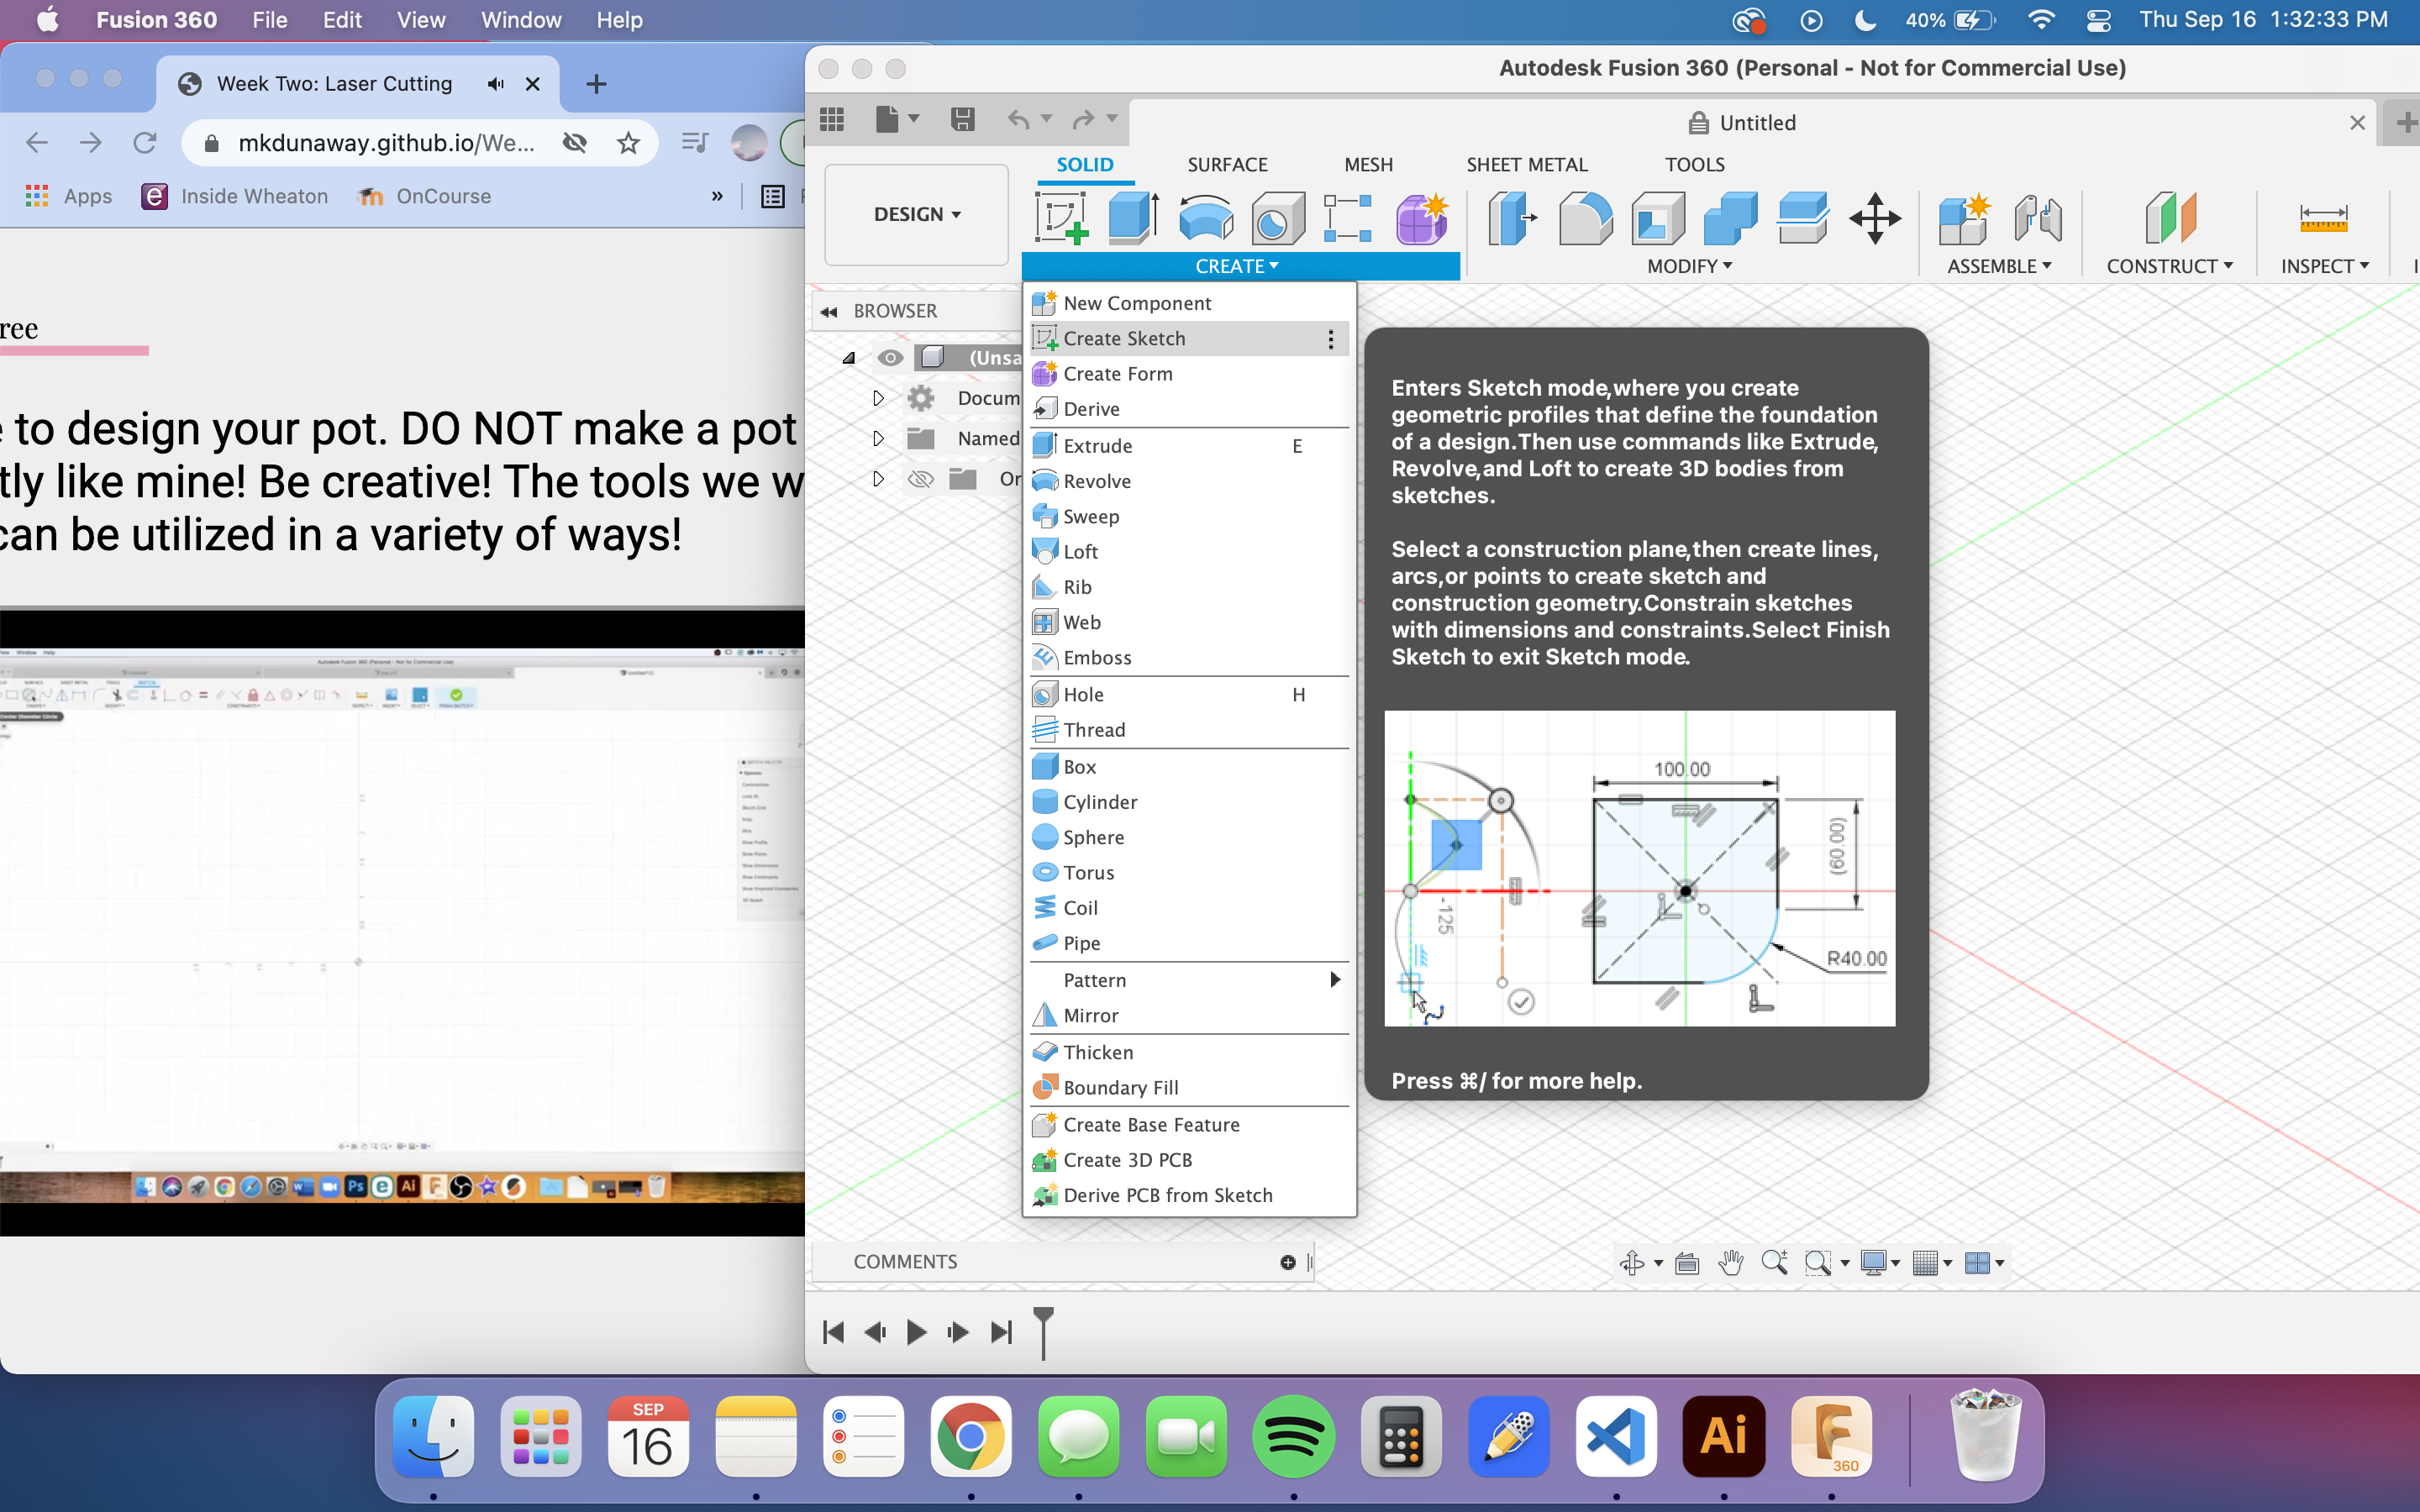 Fusion 360 File Edit View Window Help
40% Thu Sep 16 1:32:33 PM
Week Two: Laser Cutting
mkdunaway.github.io/We...
Apps Inside Wheaton OnCourse »
ree
to design your pot. DO NOT make a pot
tly like mine! Be creative! The tools we w
can be utilized in a variety of ways!
Autodesk Fusion 360 (Personal - Not for Commercial Use)
Untitled
SOLID SURFACE MESH SHEET METAL TOOLS
DESIGN
CREATE MODIFY ASSEMBLE CONSTRUCT INSPECT
BROWSER
(Unsa
Docum
Named
Or
New Component
Create Sketch
Create Form
Derive
Extrude E
Revolve
Sweep
Loft
Rib
Web
Emboss
Hole H
Thread
Box
Cylinder
Sphere
Torus
Coil
Pipe
Pattern
Mirror
Thicken
Boundary Fill
Create Base Feature
Create 3D PCB
Derive PCB from Sketch
Enters Sketch mode,where you create
geometric profiles that define the foundation
of a design.Then use commands like Extrude,
Revolve,and Loft to create 3D bodies from
sketches.
Select a construction plane,then create lines,
arcs,or points to create sketch and
construction geometry.Constrain sketches
with dimensions and constraints.Select Finish
Sketch to exit Sketch mode.
100.00
(60.00)
-125
R40.00
Press ⌘/ for more help.
COMMENTS
SEP
16
Ai
360